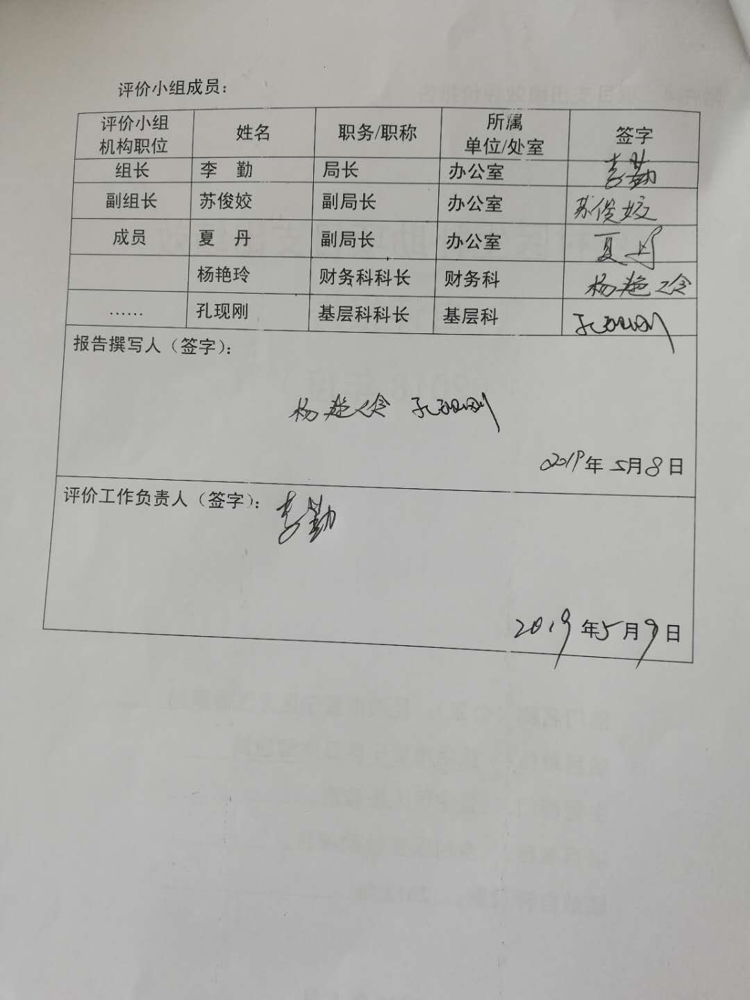 评价小组成员：
评价小组机构职位 姓名 职务/职称 所属单位/处室 签字
组长 李 勤 局长 办公室 李勤
副组长 苏俊姣 副局长 办公室 苏俊姣
成员 夏 丹 副局长 办公室 夏丹
杨艳玲 财务科科长 财务科 杨艳玲
…… 孔现刚 基层科科长 基层科 孔现刚
报告撰写人（签字）：
杨艳玲 孔现刚
2019年5月8日
评价工作负责人（签字）：李勤
2019年5月9日